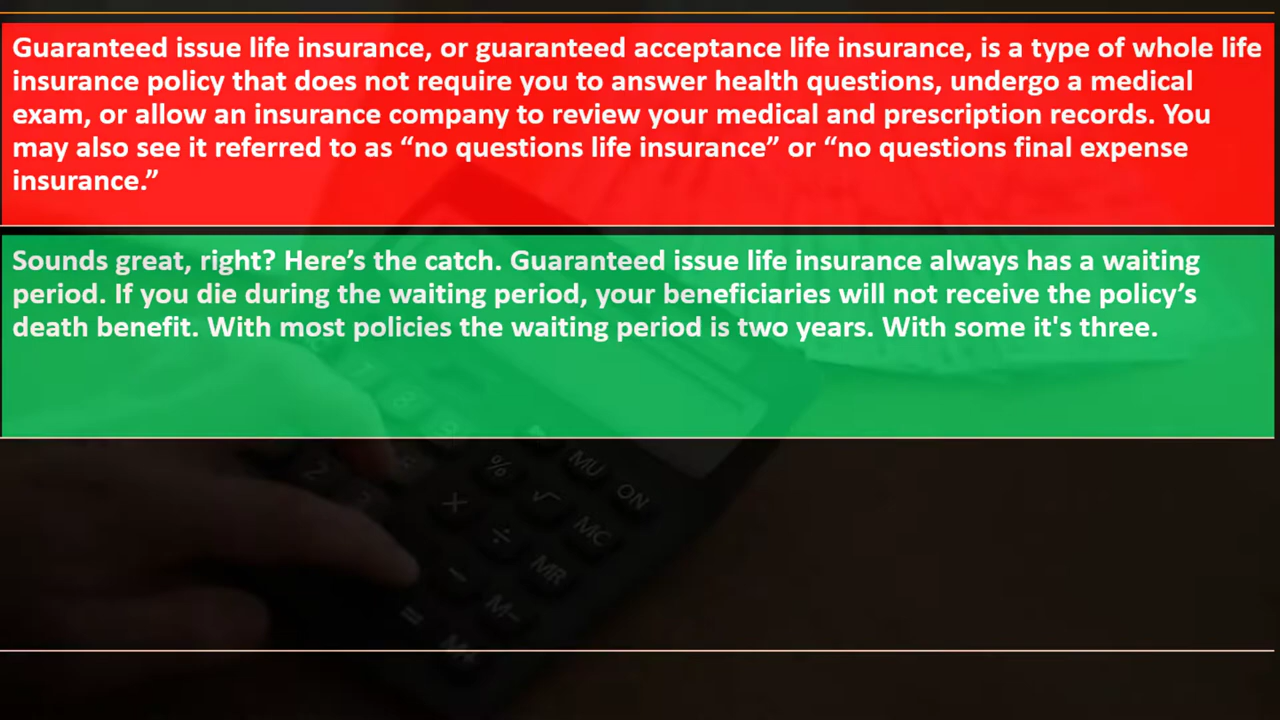 Guaranteed issue life insurance, or guaranteed acceptance life insurance, is a type of whole life
insurance policy that does not require you to answer health questions, undergo a medical
exam, or allow an insurance company to review your medical and prescription records. You
may also see it referred to as “no questions life insurance” or “no questions final expense
insurance.”
Sounds great, right? Here’s the catch. Guaranteed issue life insurance always has a waiting
period. If you die during the waiting period, your beneficiaries will not receive the policy’s
death benefit. With most policies the waiting period is two years. With some it's three.
MU
ON
%
√
MC
×
÷
MR
−
M−
=
M+